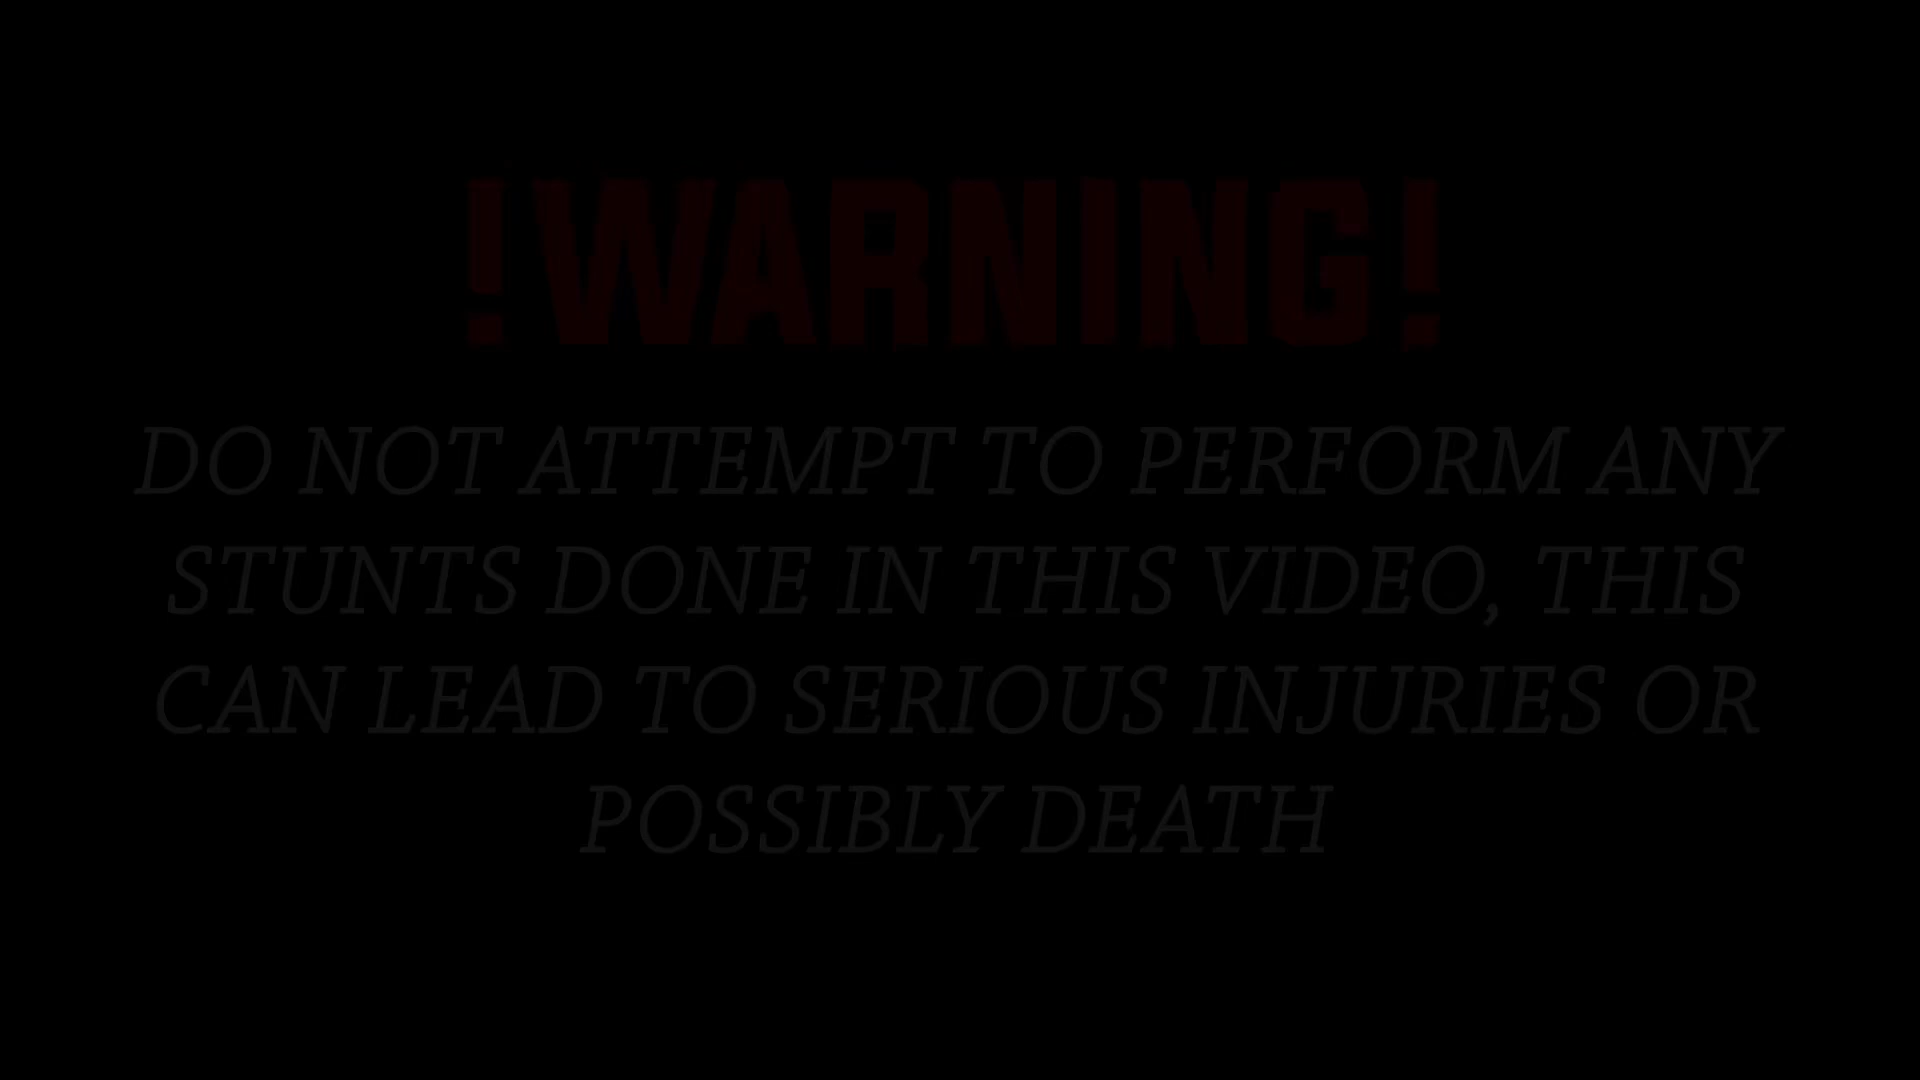 !WARNING!
DO NOT ATTEMPT TO PERFORM ANY
STUNTS DONE IN THIS VIDEO, THIS
CAN LEAD TO SERIOUS INJURIES OR
POSSIBLY DEATH